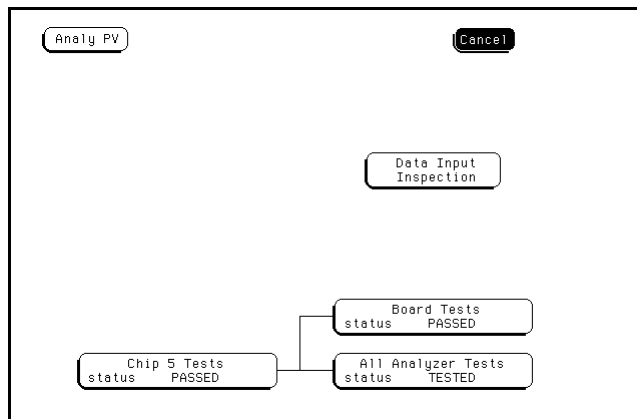 Analy PV
Cancel
Data Input
Inspection
Board Tests
status PASSED
Chip 5 Tests
status PASSED
All Analyzer Tests
status TESTED